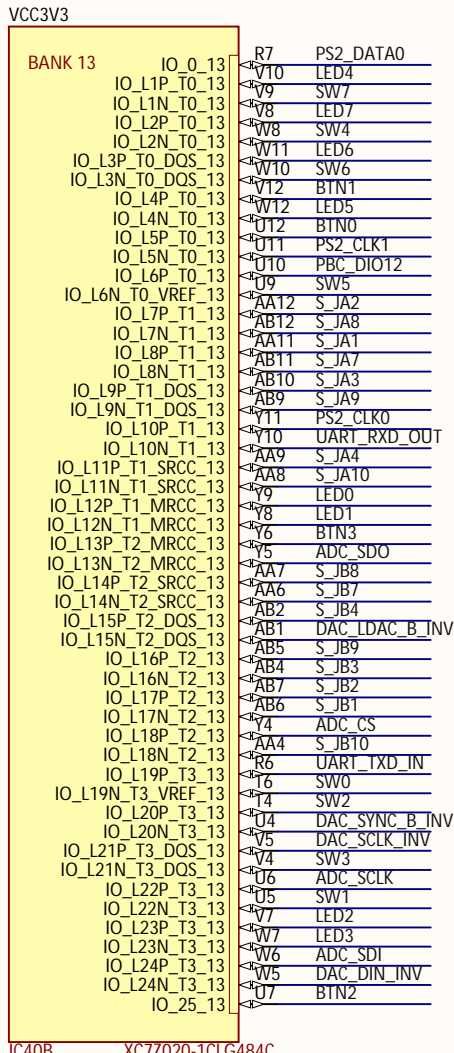 VCC3V3
BANK 13
IO_0_13 R7 PS2_DATA0
IO_L1P_T0_13 V10 LED4
IO_L1N_T0_13 V9 SW7
IO_L2P_T0_13 V8 LED7
IO_L2N_T0_13 W8 SW4
IO_L3P_T0_DQS_13 W11 LED6
IO_L3N_T0_DQS_13 W10 SW6
IO_L4P_T0_13 V12 BTN1
IO_L4N_T0_13 W12 LED5
IO_L5P_T0_13 U12 BTN0
IO_L5N_T0_13 U11 PS2_CLK1
IO_L6P_T0_13 U10 PBC_DIO12
IO_L6N_T0_VREF_13 U9 SW5
IO_L7P_T1_13 AA12 S_JA2
IO_L7N_T1_13 AB12 S_JA8
IO_L8P_T1_13 AA11 S_JA1
IO_L8N_T1_13 AB11 S_JA7
IO_L9P_T1_DQS_13 AB10 S_JA3
IO_L9N_T1_DQS_13 AB9 S_JA9
IO_L10P_T1_13 Y11 PS2_CLK0
IO_L10N_T1_13 Y10 UART_RXD_OUT
IO_L11P_T1_SRCC_13 AA9 S_JA4
IO_L11N_T1_SRCC_13 AA8 S_JA10
IO_L12P_T1_MRCC_13 Y9 LED0
IO_L12N_T1_MRCC_13 Y8 LED1
IO_L13P_T2_MRCC_13 Y6 BTN3
IO_L13N_T2_MRCC_13 Y5 ADC_SDO
IO_L14P_T2_SRCC_13 AA7 S_JB8
IO_L14N_T2_SRCC_13 AA6 S_JB7
IO_L15P_T2_DQS_13 AB2 S_JB4
IO_L15N_T2_DQS_13 AB1 DAC_LDAC_B_INV
IO_L16P_T2_13 AB5 S_JB9
IO_L16N_T2_13 AB4 S_JB3
IO_L17P_T2_13 AB7 S_JB2
IO_L17N_T2_13 AB6 S_JB1
IO_L18P_T2_13 Y4 ADC_CS
IO_L18N_T2_13 AA4 S_JB10
IO_L19P_T3_13 R6 UART_TXD_IN
IO_L19N_T3_VREF_13 T6 SW0
IO_L20P_T3_13 T4 SW2
IO_L20N_T3_13 U4 DAC_SYNC_B_INV
IO_L21P_T3_DQS_13 V5 DAC_SCLK_INV
IO_L21N_T3_DQS_13 V4 SW3
IO_L22P_T3_13 U6 ADC_SCLK
IO_L22N_T3_13 U5 SW1
IO_L23P_T3_13 V7 LED2
IO_L23N_T3_13 W7 LED3
IO_L24P_T3_13 W6 ADC_SDI
IO_L24N_T3_13 W5 DAC_DIN_INV
IO_25_13 U7 BTN2
IC40B XC7Z020-1CLG484C